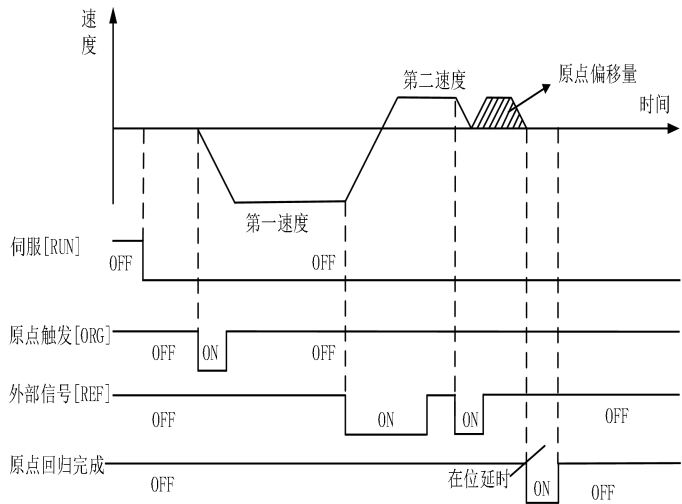 速度
第二速度
原点偏移量
时间
第一速度
伺服[RUN]
OFF
OFF
原点触发[ORG]
OFF
ON
OFF
外部信号[REF]
OFF
ON
ON
OFF
原点回归完成
OFF
在位延时
ON
OFF